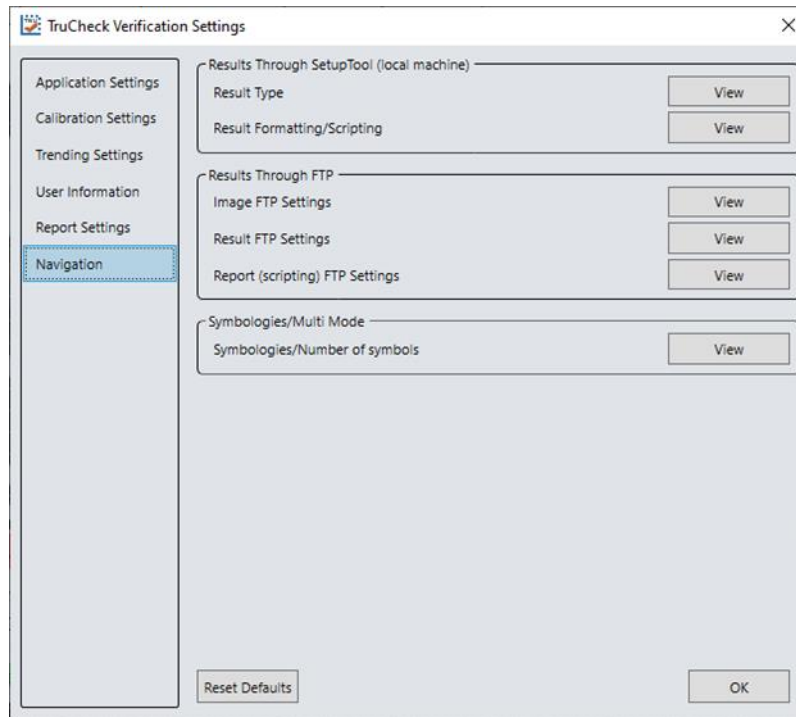 TruCheck Verification Settings
Application Settings
Calibration Settings
Trending Settings
User Information
Report Settings
Navigation
Results Through SetupTool (local machine)
Result Type View
Result Formatting/Scripting View
Results Through FTP
Image FTP Settings View
Result FTP Settings View
Report (scripting) FTP Settings View
Symbologies/Multi Mode
Symbologies/Number of symbols View
Reset Defaults OK